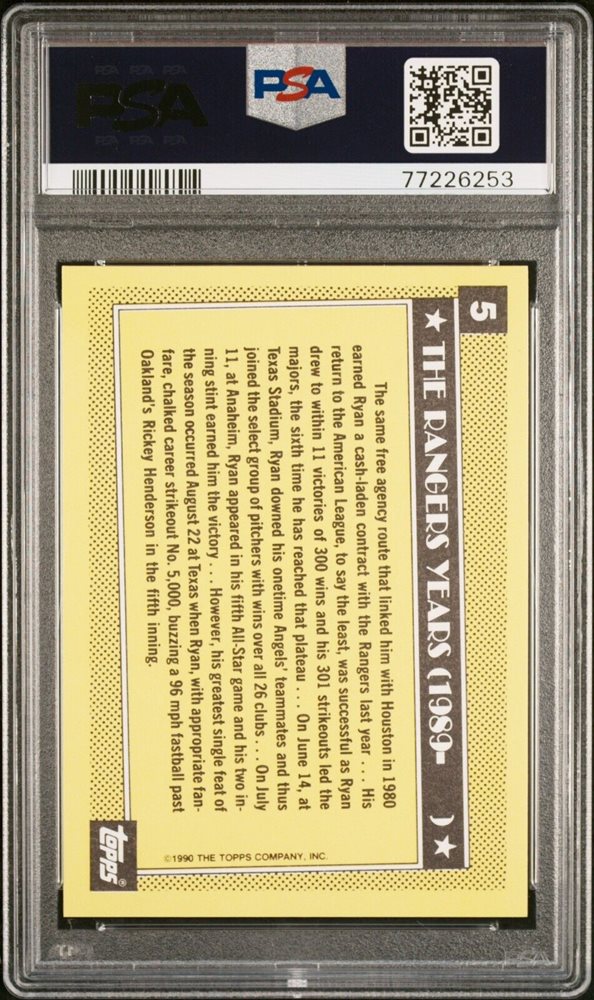 PSA PSA PSA
PSA
PSA PSA PSA
PSA
77226253
5
★ THE RANGERS YEARS (1989- ) ★
The same free agency route that linked him with Houston in 1980
earned Ryan a cash-laden contract with the Rangers last year . . . His
return to the American League, to say the least, was successful as Ryan
drew to within 11 victories of 300 wins and his 301 strikeouts led the
majors, the sixth time he has reached that plateau . . . On June 14, at
Texas Stadium, Ryan downed his onetime Angels' teammates and thus
joined the select group of pitchers with wins over all 26 clubs . . . On July
11, at Anaheim, Ryan appeared in his fifth All-Star game and his two in-
ning stint earned him the victory . . . However, his greatest single feat of
the season occurred August 22 at Texas when Ryan, with appropriate fan-
fare, chalked career strikeout No. 5,000, buzzing a 96 mph fastball past
Oakland's Rickey Henderson in the fifth inning.
©1990 THE TOPPS COMPANY, INC.
topps®
PSA